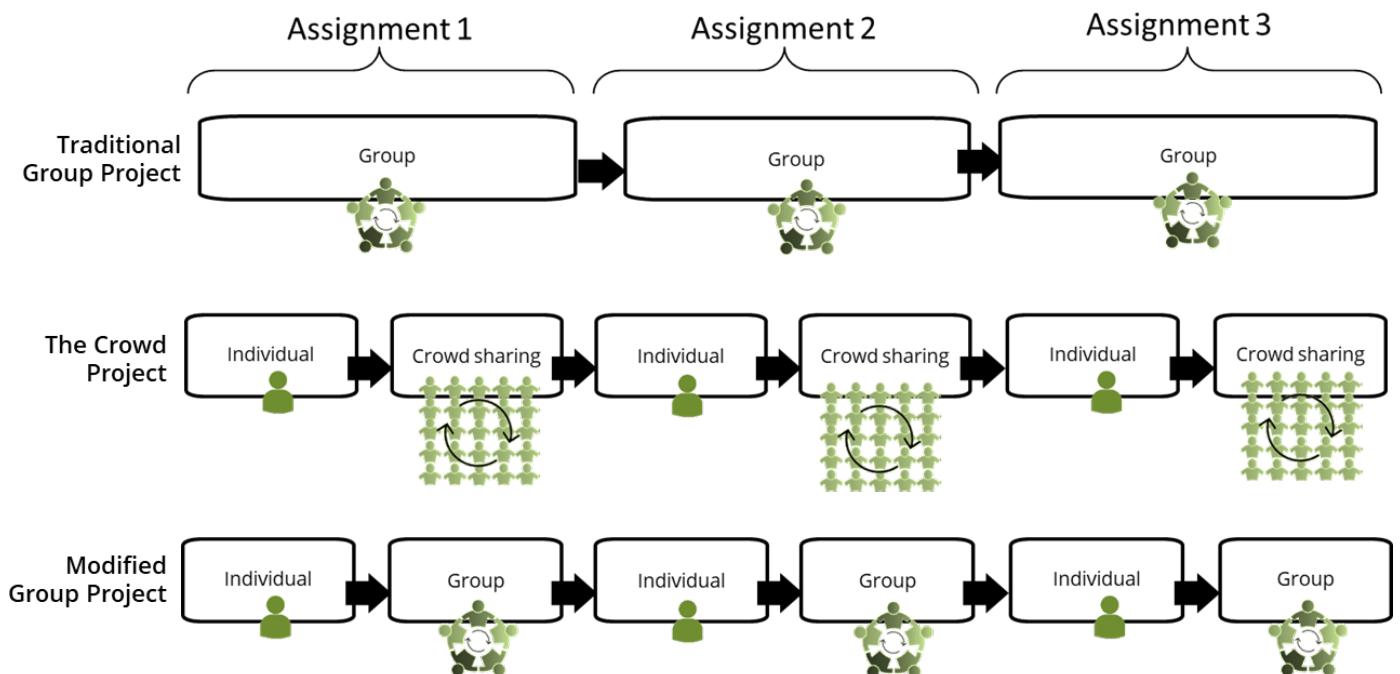 Assignment 1
Assignment 2
Assignment 3
Traditional
Group Project
Group
Group
Group
The Crowd
Project
Individual
Crowd sharing
Individual
Crowd sharing
Individual
Crowd sharing
Modified
Group Project
Individual
Group
Individual
Group
Individual
Group